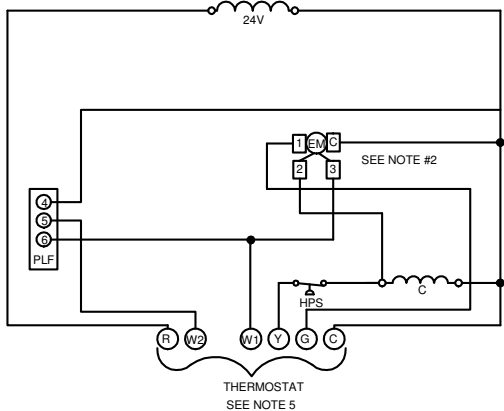 24V
1 EM C
SEE NOTE #2
2 3
4
5
6
PLF
C
HPS
R W2 W1 Y G C
THERMOSTAT
SEE NOTE 5